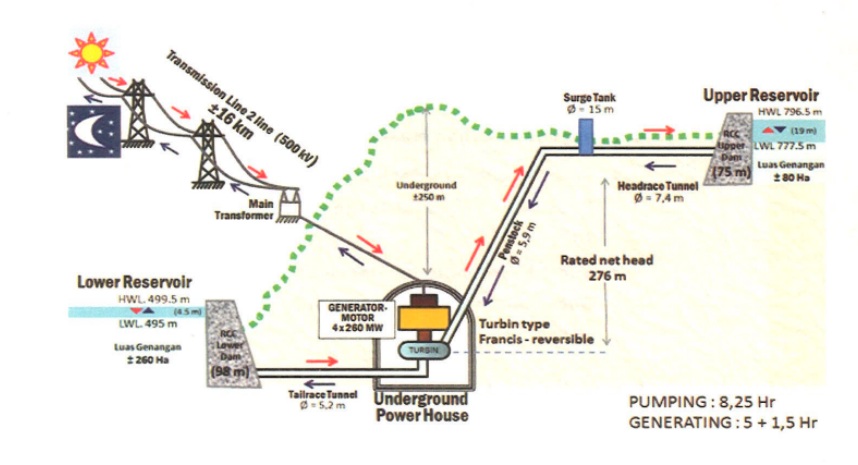 Transmission Line 2 line (500kV)
±16 Km
Main
Transformer
Underground
±250 m
Surge Tank
Ø = 15 m
Upper Reservoir
HWL 796.5 m
(19 m)
LWL 777.5 m
RCC
Upper
Dam
(75 m)
Luas Genangan
± 80 Ha
Headrace Tunnel
Ø = 7,4 m
Penstock
Ø = 5,9 m
Rated net head
276 m
Lower Reservoir
HWL. 499.5 m
(4.5 m)
LWL. 495 m
Luas Genangan
± 260 Ha
RCC
Lower
Dam
(98 m)
GENERATOR-
MOTOR
4x260 MW
TURBIN
Turbin type
Francis - reversible
Tailrace Tunnel
Ø = 5,2 m
Underground
Power House
PUMPING : 8,25 Hr
GENERATING : 5 + 1,5 Hr